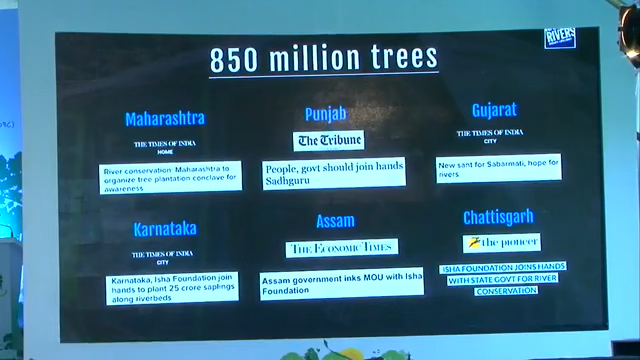 RIVERS
850 million trees
Maharashtra
THE TIMES OF INDIA
HOME
River conservation: Maharashtra to
organize tree plantation conclave for
awareness
Punjab
The Tribune
People, govt should join hands
Sadhguru
Gujarat
THE TIMES OF INDIA
CITY
New sant for Sabarmati, hope for
rivers
Karnataka
THE TIMES OF INDIA
CITY
Karnataka, Isha Foundation join
hands to plant 25 crore saplings
along riverbeds
Assam
THE ECONOMIC TIMES
Assam government inks MOU with Isha
Foundation
Chattisgarh
the pioneer
ISHA FOUNDATION JOINS HANDS
WITH STATE GOVT FOR RIVER
CONSERVATION